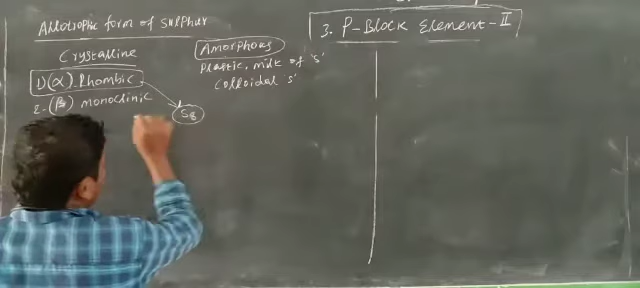 Allotropic form of Sulphur
Crystalline
1) (α) Rhombic
2- (β) monoclinic
S8
Amorphous
Plastic, milk of 'S'
Colloidal 'S'
3. P-Block Element-II